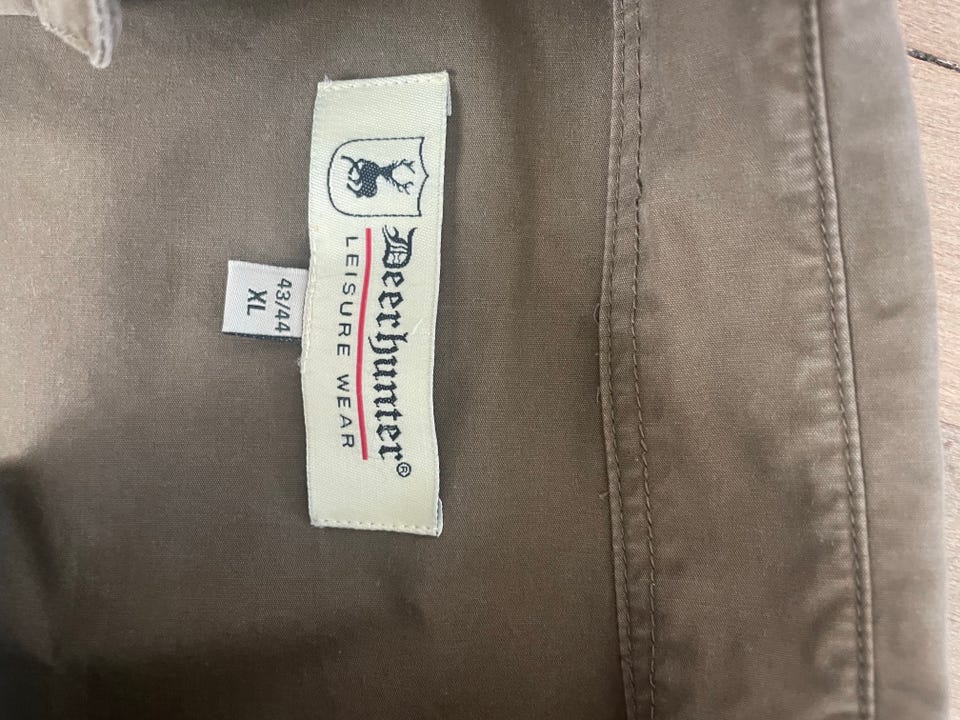 Deerhunter®
LEISURE WEAR
43/44
XL